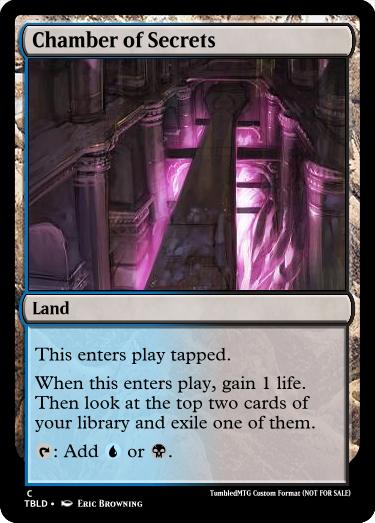 Chamber of Secrets
Land
This enters play tapped.
When this enters play, gain 1 life.
Then look at the top two cards of
your library and exile one of them.
: Add or .
C
TBLD • Eric Browning
TumbledMTG Custom Format (NOT FOR SALE)